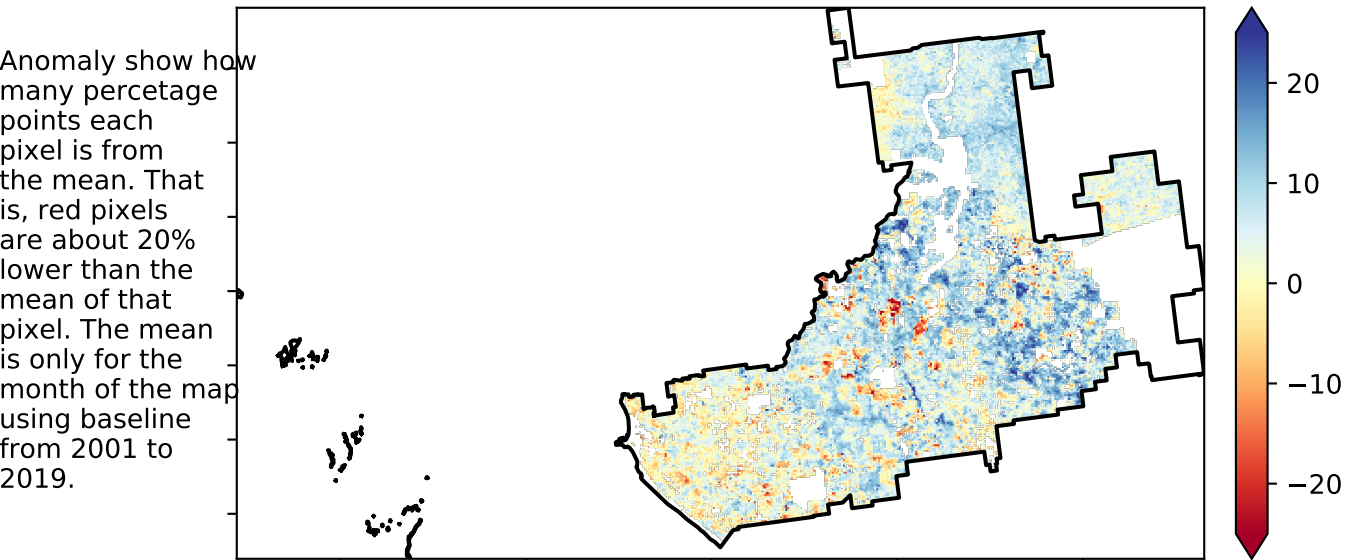 Anomaly show how
many percetage
points each
pixel is from
the mean. That
is, red pixels
are about 20%
lower than the
mean of that
pixel. The mean
is only for the
month of the map
using baseline
from 2001 to
2019.
20
10
0
−10
−20